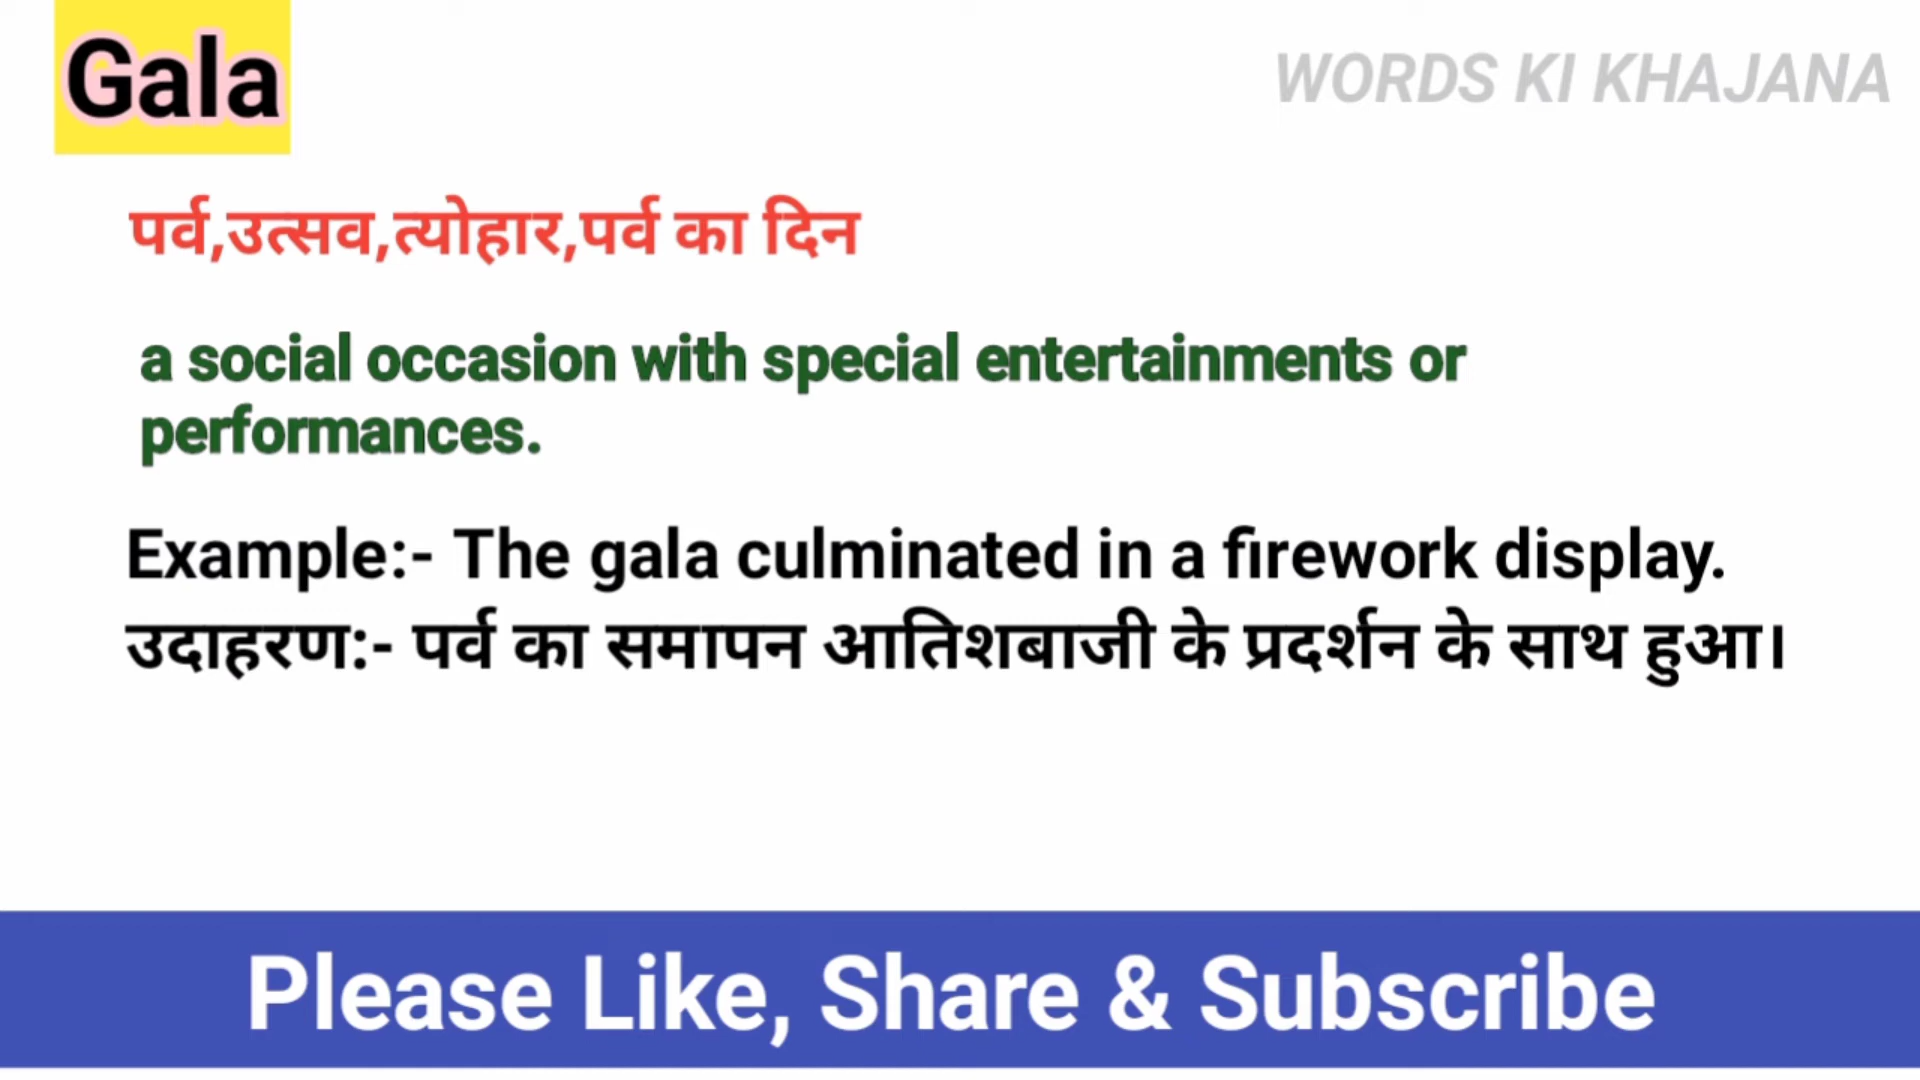 Gala
WORDS KI KHAJANA
पर्व,उत्सव,त्योहार,पर्व का दिन
a social occasion with special entertainments or
performances.
Example:- The gala culminated in a firework display.
उदाहरण:- पर्व का समापन आतिशबाजी के प्रदर्शन के साथ हुआ।
Please Like, Share & Subscribe